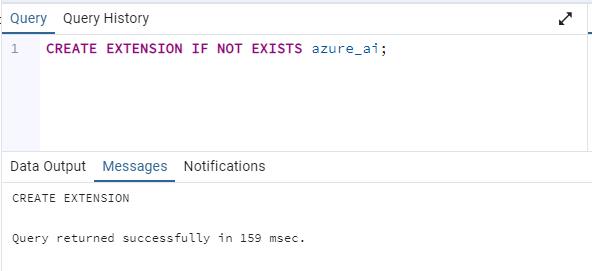 Query Query History
1 CREATE EXTENSION IF NOT EXISTS azure_ai;
Data Output Messages Notifications
CREATE EXTENSION
Query returned successfully in 159 msec.